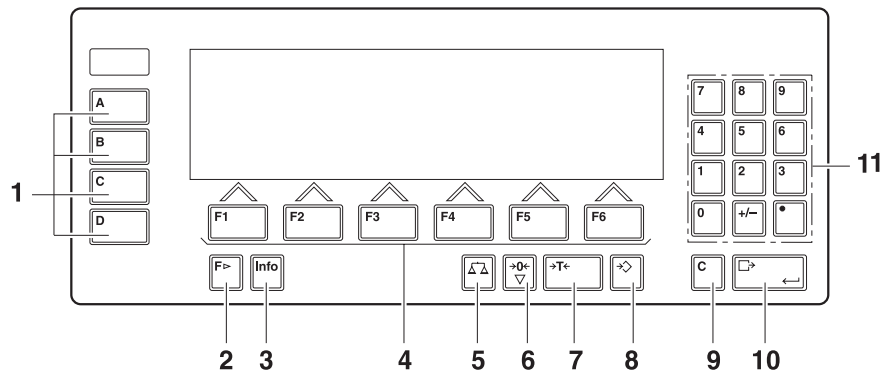 7 8 9
A
4 5 6
B
1 2 3
C
1 11
F1 F2 F3 F4 F5 F6
D
0 +/− •
F▷ Info →0← →T← C
2 3 4 5 6 7 8 9 10